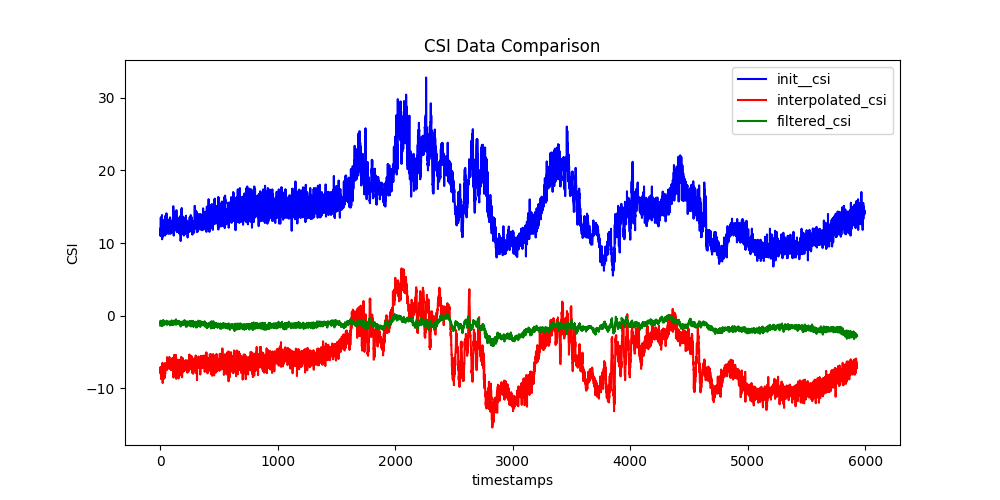 CSI Data Comparison
init__csi
interpolated_csi
filtered_csi
30
20
10
0
−10
CSI
0 1000 2000 3000 4000 5000 6000
timestamps